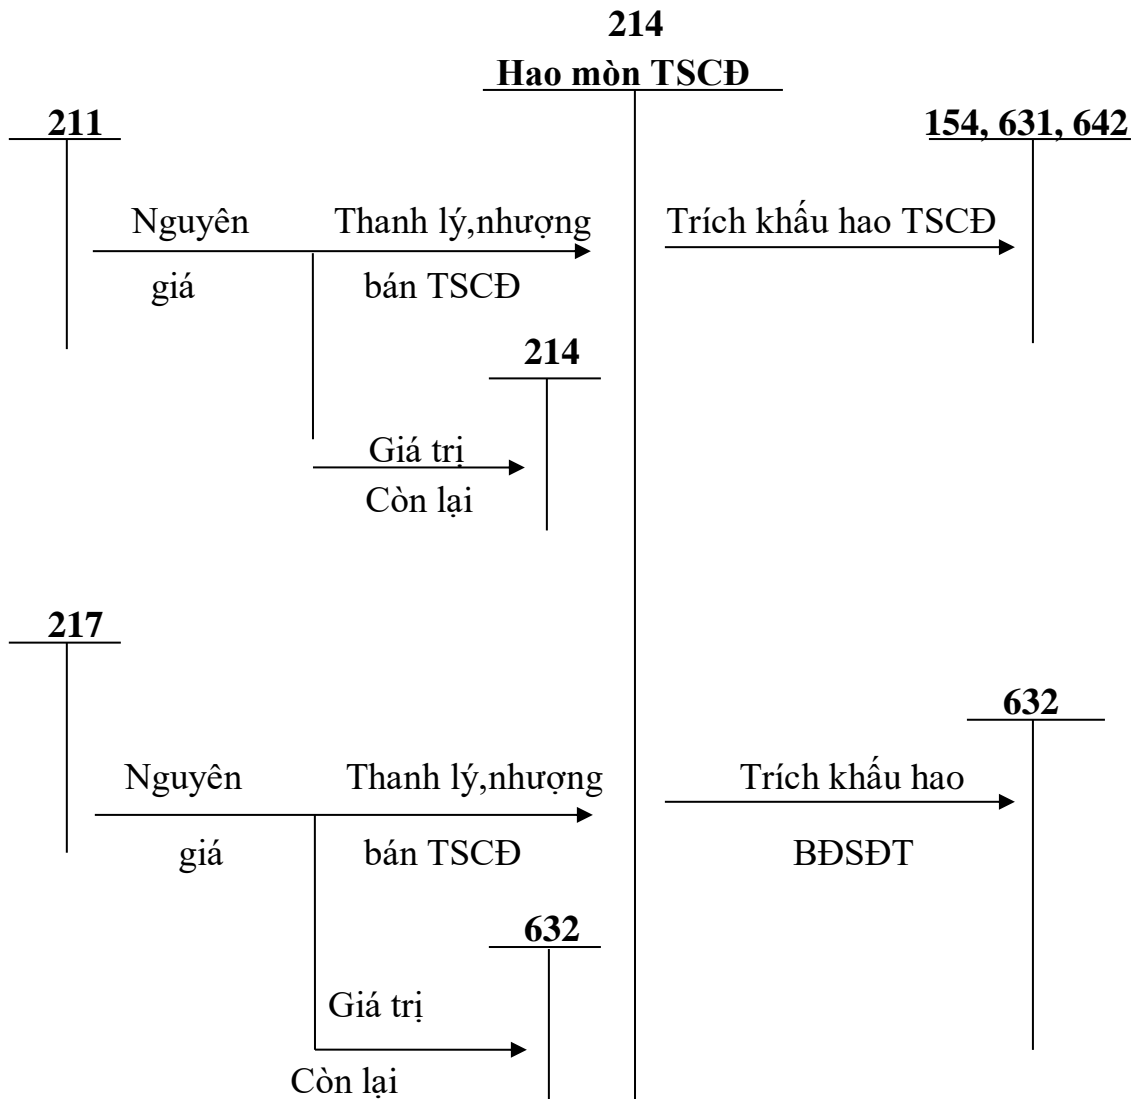 214
Hao mòn TSCĐ
211
154, 631, 642
Nguyên
Thanh lý,nhượng
Trích khấu hao TSCĐ
giá
bán TSCĐ
214
Giá trị
Còn lại
217
632
Nguyên
Thanh lý,nhượng
Trích khấu hao
giá
bán TSCĐ
BĐSĐT
632
Giá trị
Còn lại